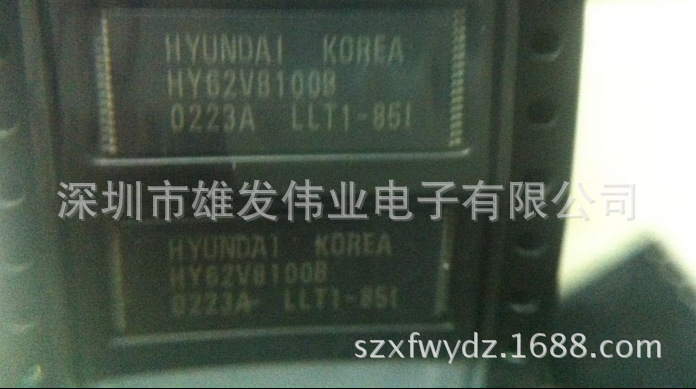 HYUNDAI KOREA
HY62V8100B
0223A LLT1-85I
深圳市雄发伟业电子有限公司
HYUNDAI KOREA
HY62V8100B
0223A LLT1-85I
szxfwydz.1688.com